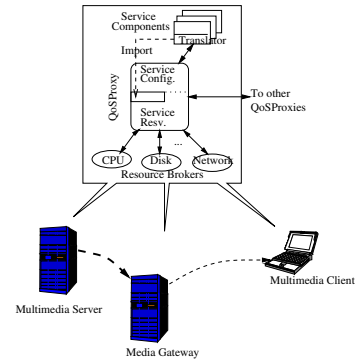 Service
Components
Translator
Import
QoSProxy
Service
Config.
To other
QoSProxies
Service
Resv.
...
CPU
Disk
Network
Resource Brokers
Multimedia Server
Multimedia Client
Media Gateway